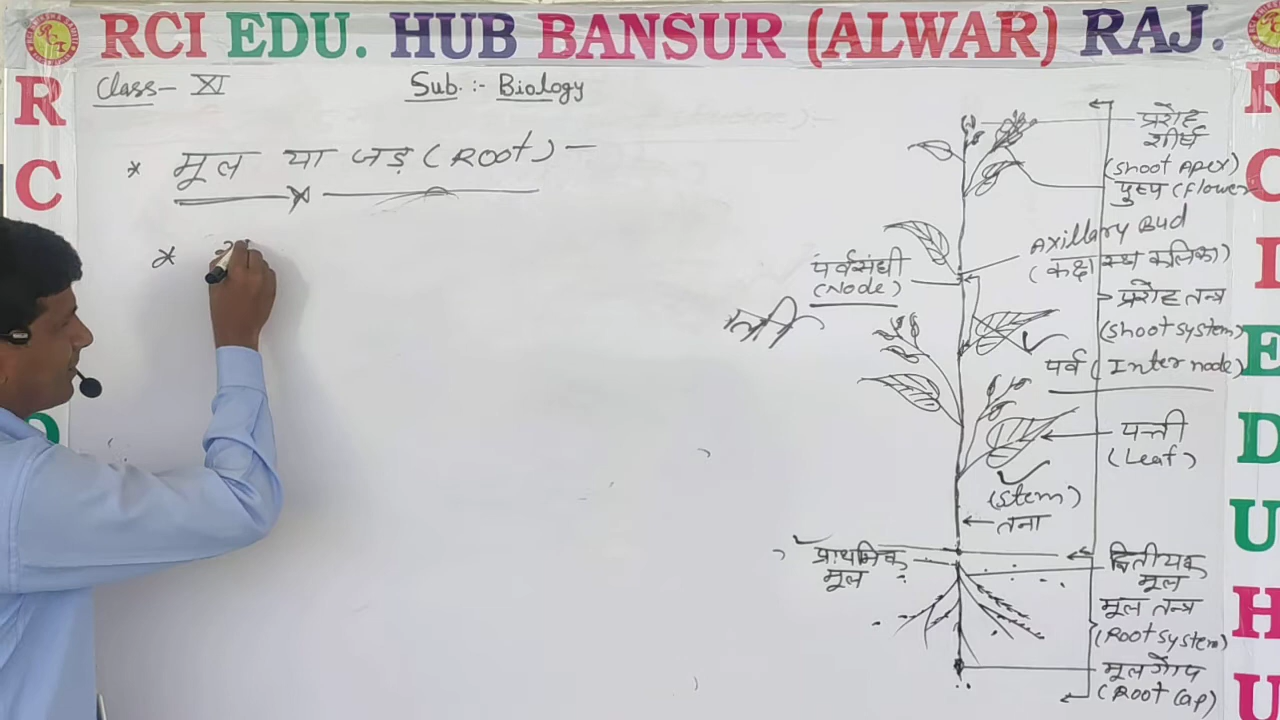 RCI EDU. HUB BANSUR (ALWAR) RAJ.
R
C
Class- XI
Sub. :- Biology
* मूल या जड़ (Root) -
*
प्ररोह
शीर्ष
(Shoot Apex)
पुष्प (flower
Axillary Bud
(कक्षस्थ कलिका)
पर्वसंधी
(Node)
प्ररोह तन्त्र
(Shoot system)
पर्व (Internode)
पत्ती
(Leaf)
(Stem)
तना
प्राथमिक
मूल
द्वितीयक
मूल
मूल तन्त्र
(Root system)
मूल गोप
(Root Cap)
R
C
I
E
D
U
H
U